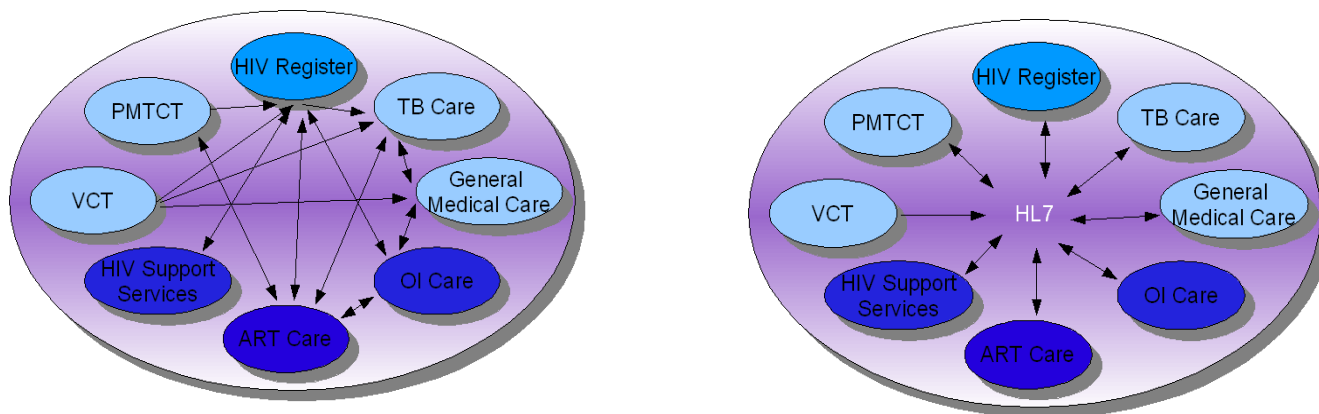 HIV Register
PMTCT
TB Care
VCT
General
Medical Care
HIV Support
Services
OI Care
ART Care
HIV Register
PMTCT
TB Care
VCT
HL7
General
Medical Care
HIV Support
Services
OI Care
ART Care